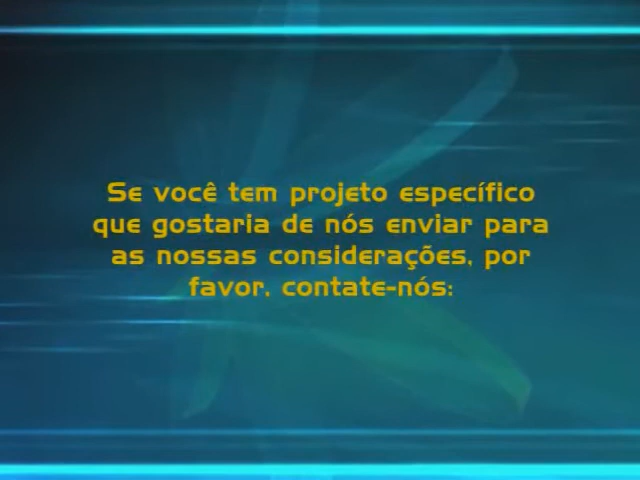 Se você tem projeto específico
que gostaria de nós enviar para
as nossas considerações, por
favor, contate-nós: